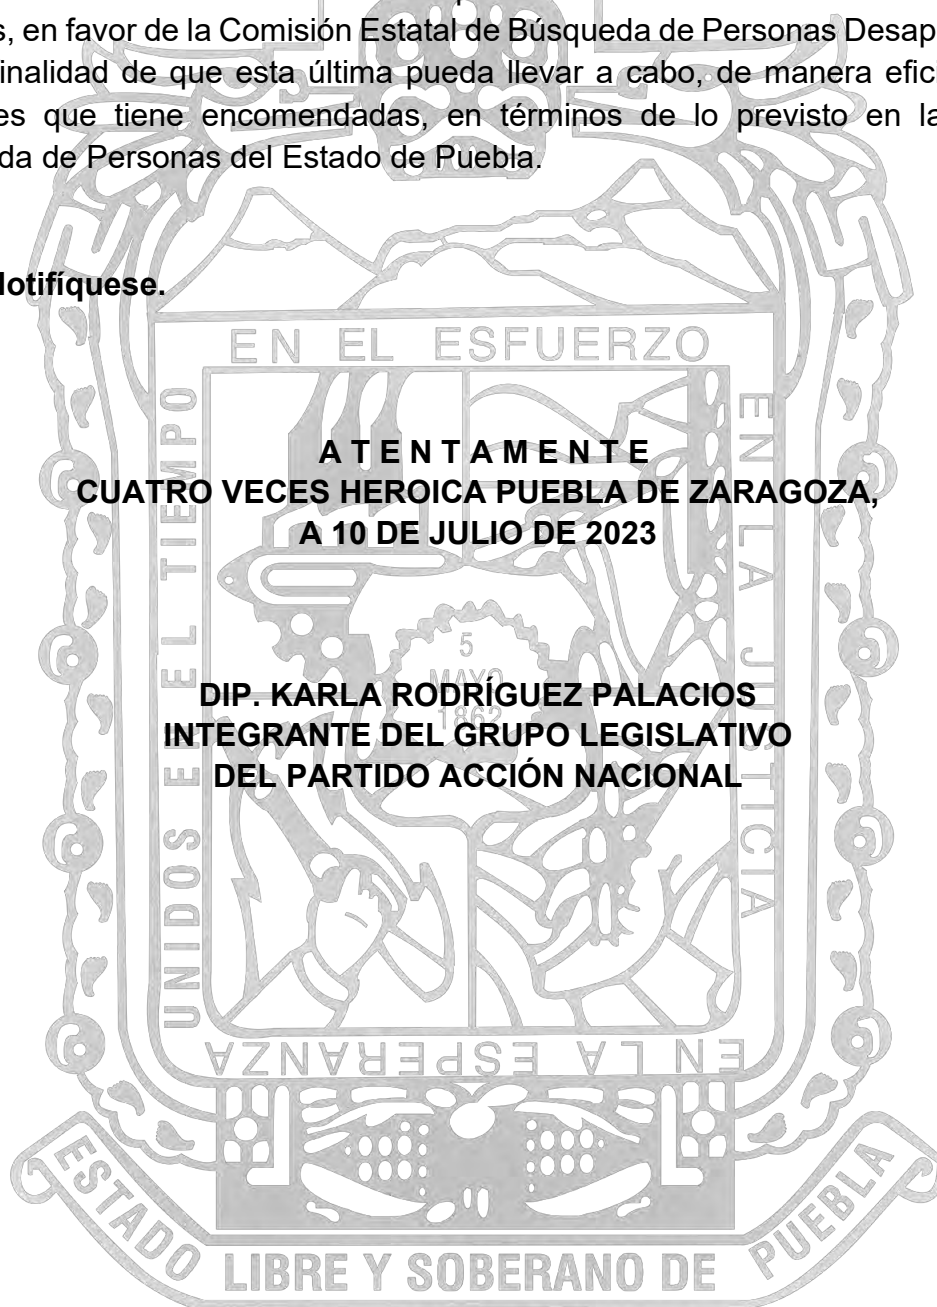 s, en favor de la Comisión Estatal de Búsqueda de Personas Desap
inalidad de que esta última pueda llevar a cabo, de manera efici
es que tiene encomendadas, en términos de lo previsto en la
da de Personas del Estado de Puebla.
lotifíquese.
EN EL ESFUERZO
A T E N T A M E N T E
CUATRO VECES HEROICA PUEBLA DE ZARAGOZA,
A 10 DE JULIO DE 2023
5
MAYO
1862
DIP. KARLA RODRÍGUEZ PALACIOS
INTEGRANTE DEL GRUPO LEGISLATIVO
DEL PARTIDO ACCIÓN NACIONAL
EN LA JUSTICIA
EN LA ESPERANZA
UNIDOS EN EL TIEMPO
ESTADO LIBRE Y SOBERANO DE PUEBLA